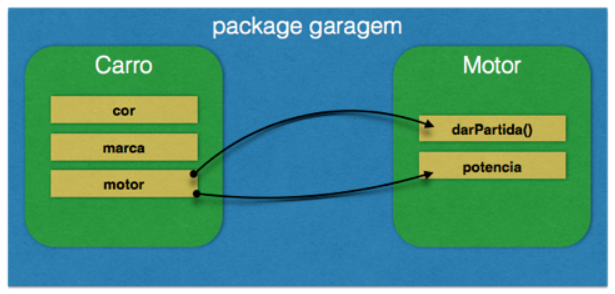 package garagem
Carro
cor
marca
motor
Motor
darPartida()
potencia